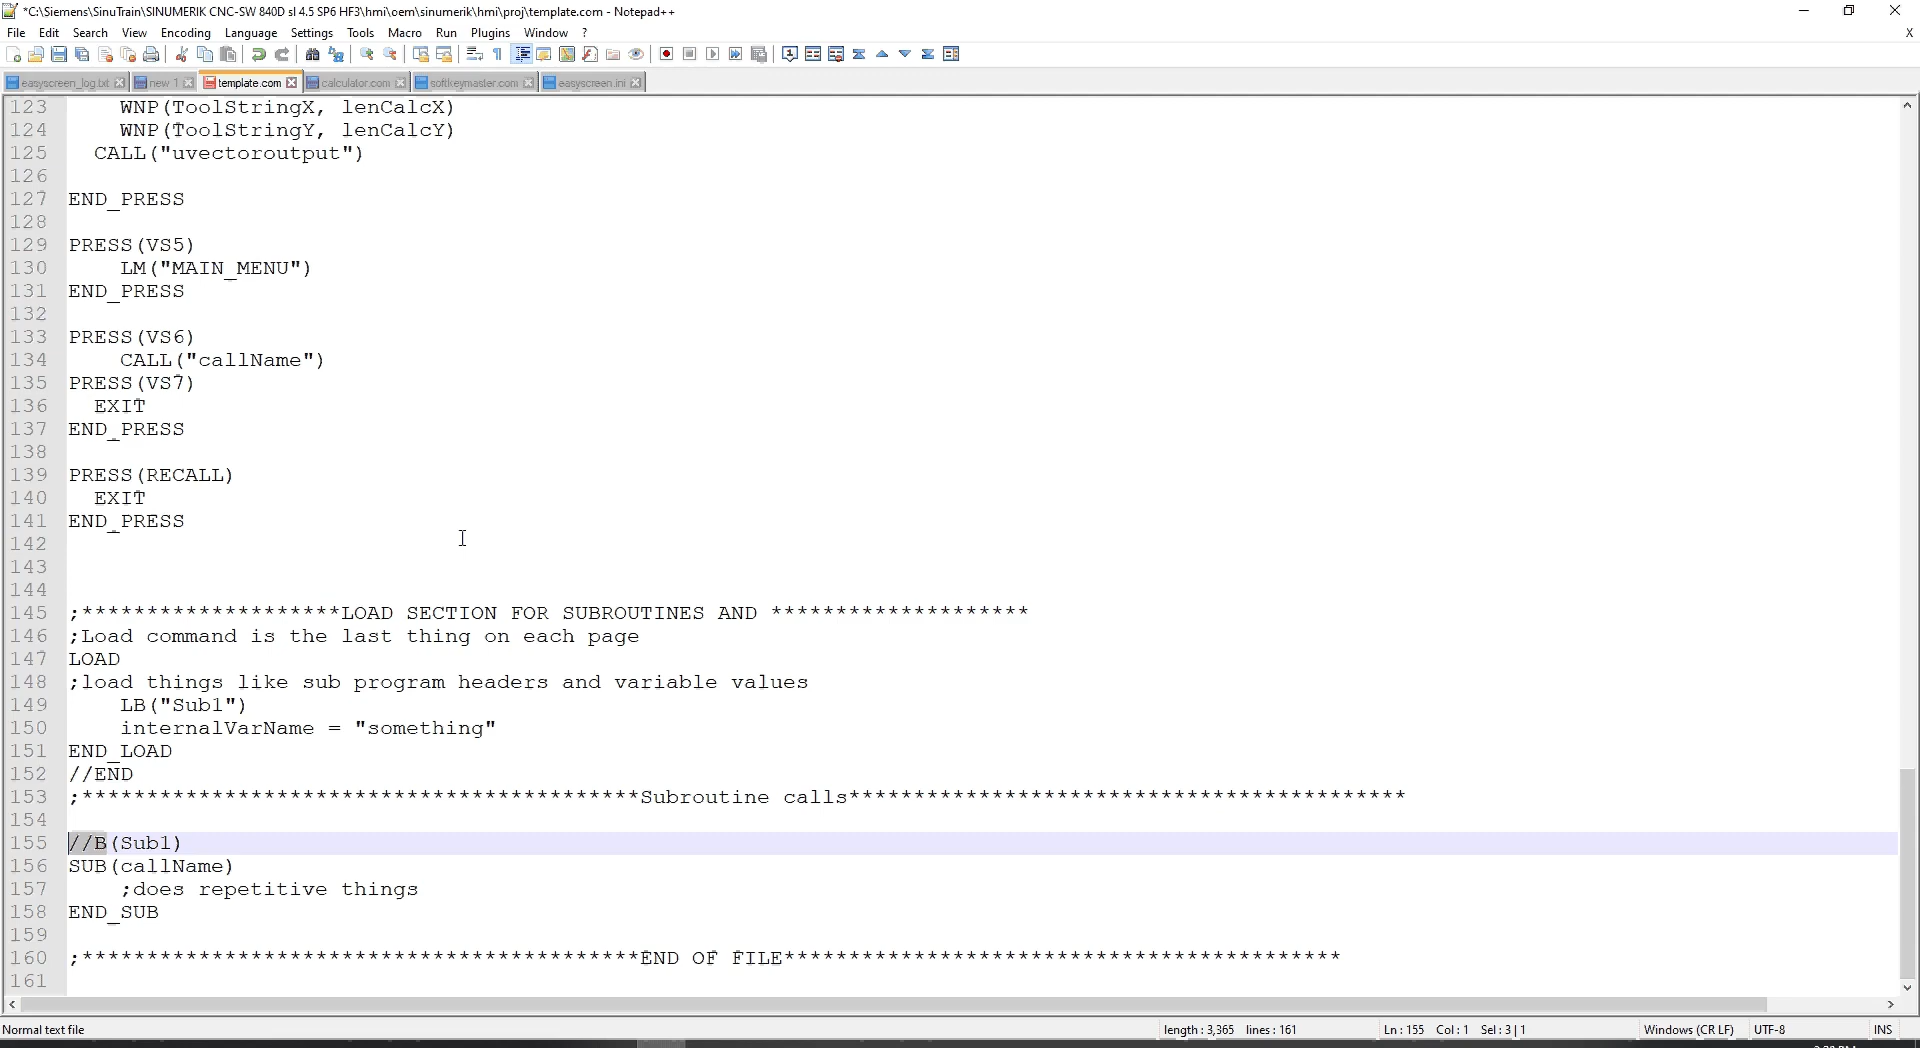 *C:\Siemens\SinuTrain\SINUMERIK CNC-SW 840D sl 4.5 SP6 HF3\hmi\oem\sinumerik\hmi\proj\template.com - Notepad++
File Edit Search View Encoding Language Settings Tools Macro Run Plugins Window ? X
easyscreen_log.txt new 1 template.com calculator.com softkeymaster.com easyscreen.ini
123 WNP(ToolStringX, lenCalcX)
124 WNP(ToolStringY, lenCalcY)
125 CALL("uvectoroutput")
126
127 END_PRESS
128
129 PRESS(VS5)
130 LM("MAIN_MENU")
131 END_PRESS
132
133 PRESS(VS6)
134 CALL("callName")
135 PRESS(VS7)
136 EXIT
137 END_PRESS
138
139 PRESS(RECALL)
140 EXIT
141 END_PRESS
142
143
144
145 ;********************LOAD SECTION FOR SUBROUTINES AND ********************
146 ;Load command is the last thing on each page
147 LOAD
148 ;load things like sub program headers and variable values
149 LB("Sub1")
150 internalVarName = "something"
151 END_LOAD
152 //END
153 ;*******************************************Subroutine calls*******************************************
154
155 //B(Sub1)
156 SUB(callName)
157 ;does repetitive things
158 END_SUB
159
160 ;*******************************************END OF FILE*******************************************
161
Normal text file length : 3,365 lines : 161 Ln : 155 Col : 1 Sel : 3 | 1 Windows (CR LF) UTF-8 INS